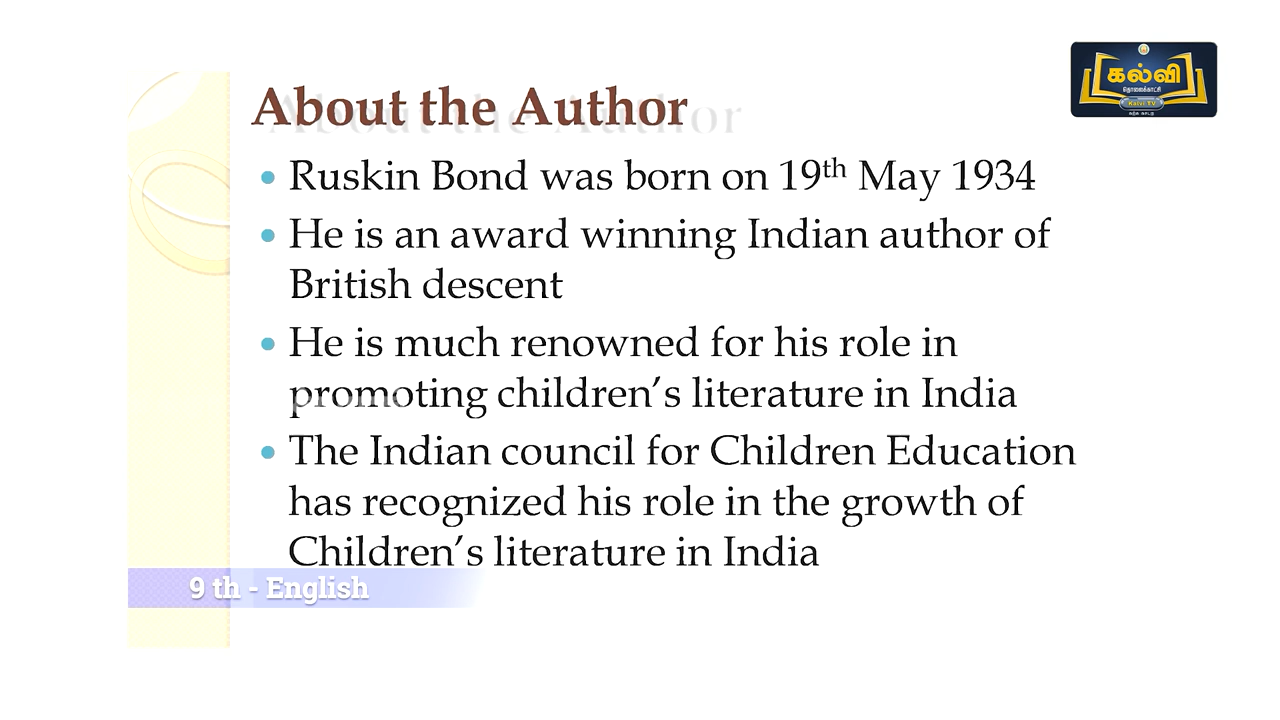 கல்வி
தொலைக்காட்சி
Kalvi TV
About the Author
• Ruskin Bond was born on 19th May 1934
• He is an award winning Indian author of
British descent
• He is much renowned for his role in
promoting children's literature in India
• The Indian council for Children Education
has recognized his role in the growth of
Children's literature in India
9 th - English